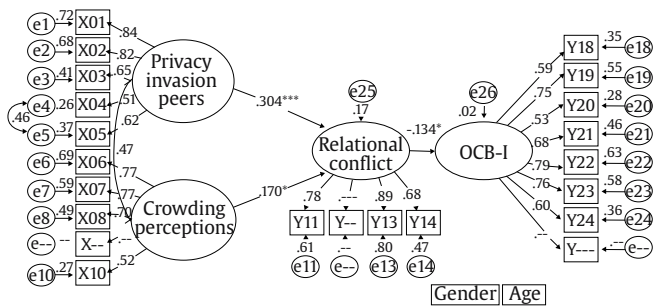 e1 .72 X01 .84
e2 .68 X02 .82
e3 .41 X03 .65
e4 .26 X04 .51
.46
e5 .37 X05 .62
Privacy
invasion
peers
.47
e6 .69 X06 .77
e7 .59 X07 .77
e8 .49 X08 .70
e-- -- X-- .--
e10 .27 X10 .52
Crowding
perceptions
.304***
.170*
e25
.17
Relational
conflict
-.134*
.78 .--- .89 .68
Y11 Y-- Y13 Y14
.61 .-- .80 .47
e11 e-- e13 e14
e26
.02
OCB-I
.59 Y18 .35 e18
.75 Y19 .55 e19
.53 Y20 .28 e20
.68 Y21 .46 e21
.79 Y22 .63 e22
.76 Y23 .58 e23
.60 Y24 .36 e24
.-- Y--- .-- e--
Gender Age